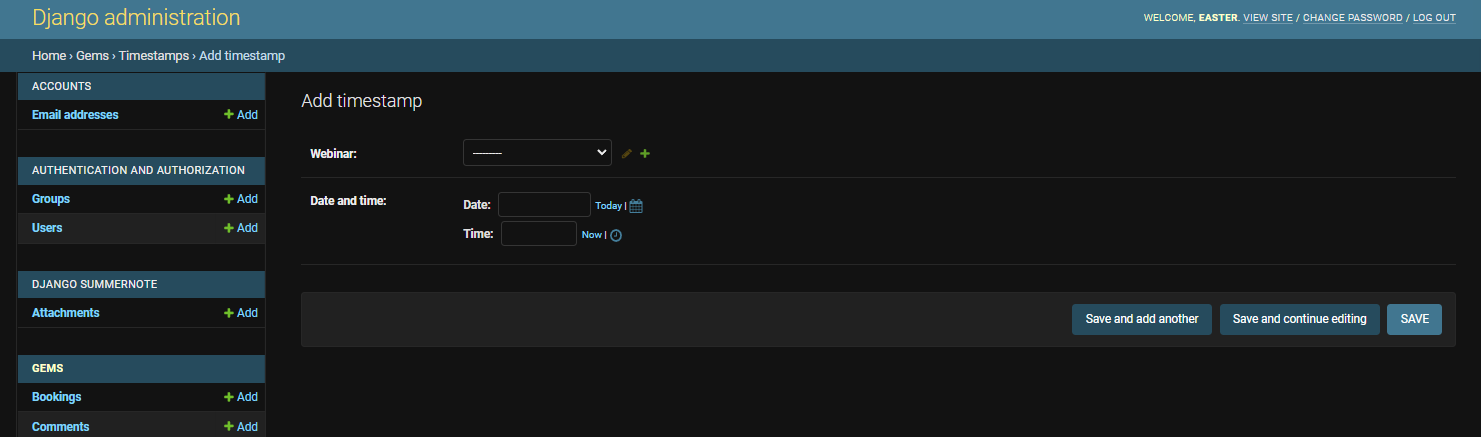 Django administration
WELCOME, EASTER. VIEW SITE / CHANGE PASSWORD / LOG OUT
Home › Gems › Timestamps › Add timestamp
ACCOUNTS
Email addresses + Add
AUTHENTICATION AND AUTHORIZATION
Groups + Add
Users + Add
DJANGO SUMMERNOTE
Attachments + Add
GEMS
Bookings + Add
Comments + Add
Add timestamp
Webinar: ---------
Date and time:
Date: Today |
Time: Now |
Save and add another
Save and continue editing
SAVE